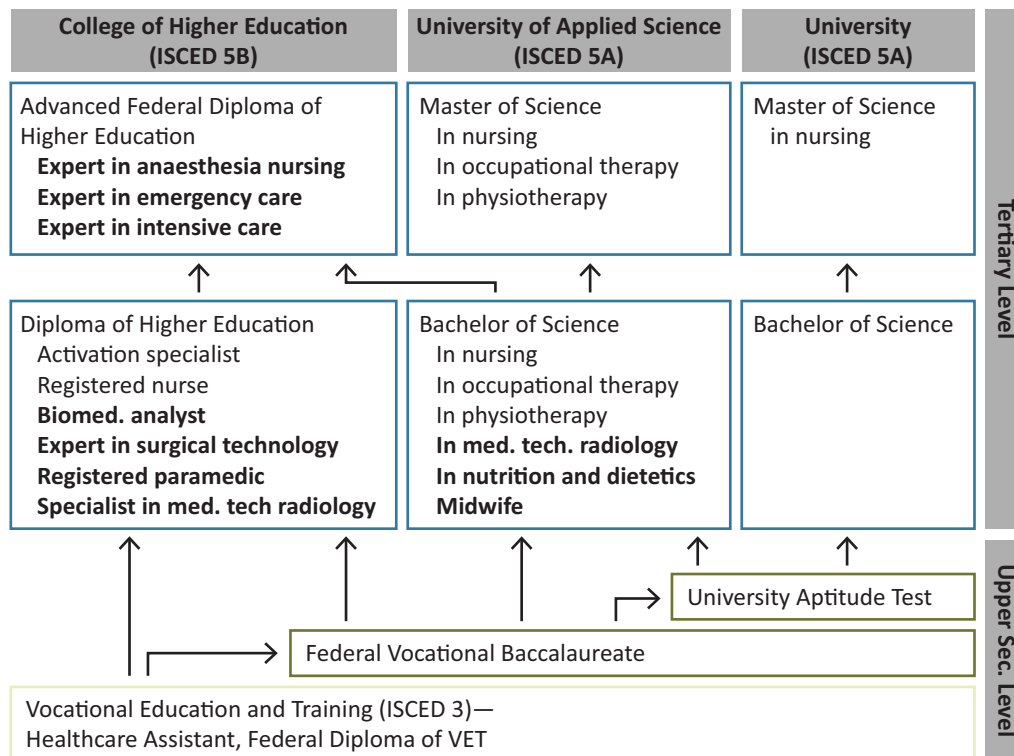 College of Higher Education
(ISCED 5B)
University of Applied Science
(ISCED 5A)
University
(ISCED 5A)
Advanced Federal Diploma of
Higher Education
Expert in anaesthesia nursing
Expert in emergency care
Expert in intensive care
Master of Science
In nursing
In occupational therapy
In physiotherapy
Master of Science
in nursing
Tertiary Level
Diploma of Higher Education
Activation specialist
Registered nurse
Biomed. analyst
Expert in surgical technology
Registered paramedic
Specialist in med. tech radiology
Bachelor of Science
In nursing
In occupational therapy
In physiotherapy
In med. tech. radiology
In nutrition and dietetics
Midwife
Bachelor of Science
University Aptitude Test
Federal Vocational Baccalaureate
Upper Sec. Level
Vocational Education and Training (ISCED 3)—
Healthcare Assistant, Federal Diploma of VET